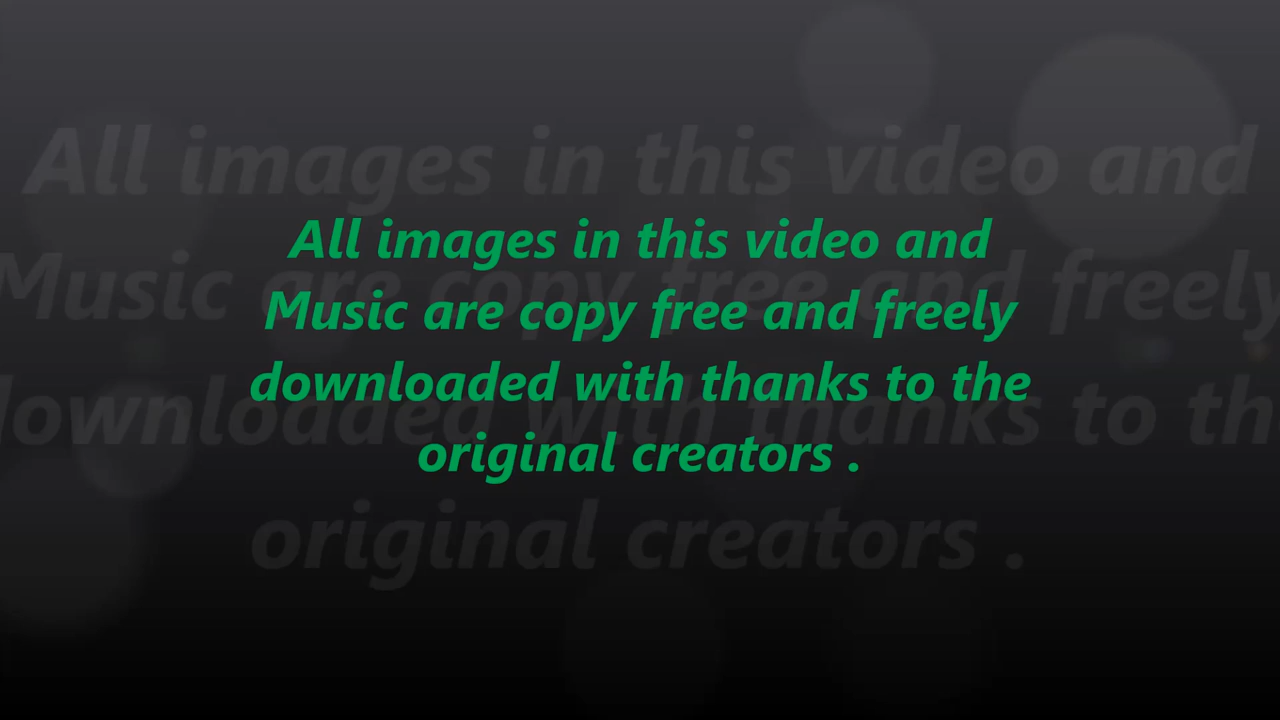 All images in this video and
Music are copy free and freely
downloaded with thanks to the
original creators .